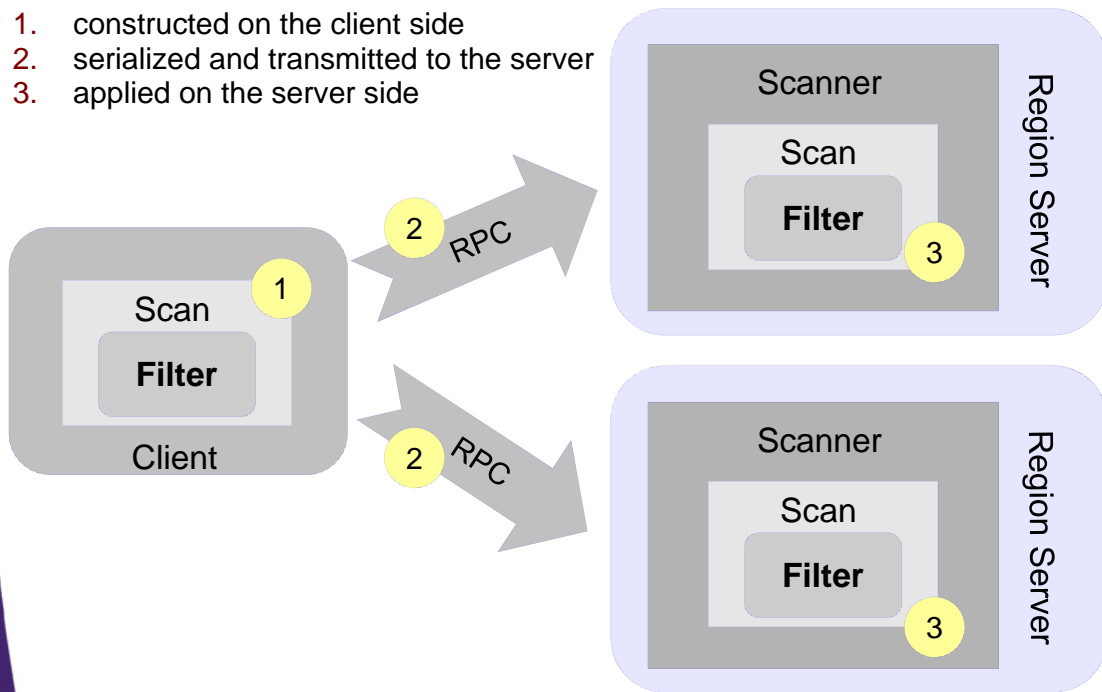 1. constructed on the client side
2. serialized and transmitted to the server
3. applied on the server side
Scanner
Scan
Filter
3
Region Server
2
RPC
1
Scan
Filter
Client
2
RPC
Scanner
Scan
Filter
3
Region Server